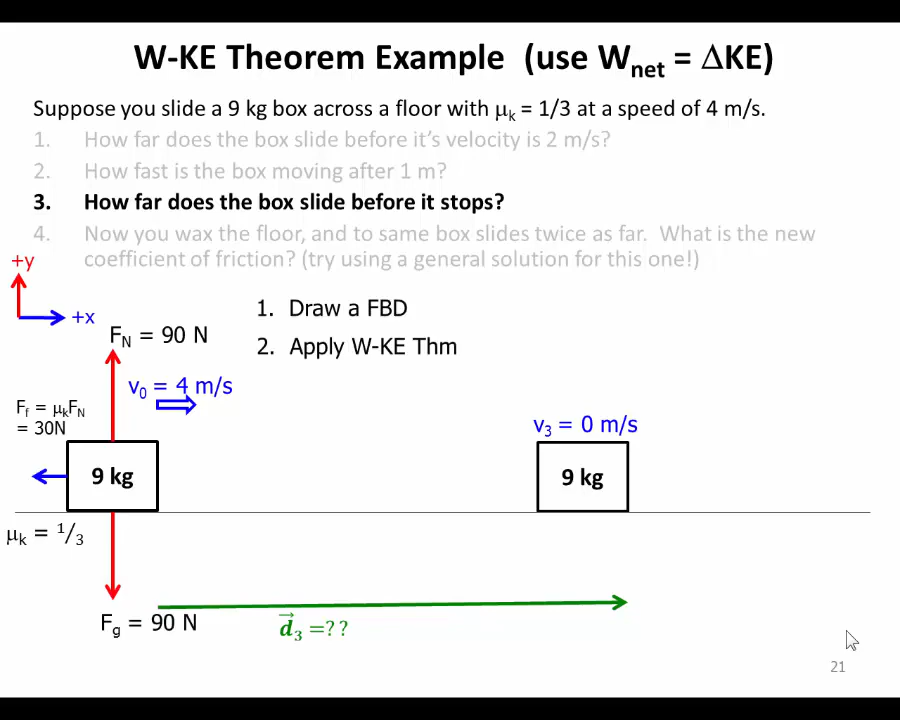 W-KE Theorem Example (use Wnet = ΔKE)
Suppose you slide a 9 kg box across a floor with μk = 1/3 at a speed of 4 m/s.
1. How far does the box slide before it's velocity is 2 m/s?
2. How fast is the box moving after 1 m?
3. How far does the box slide before it stops?
4. Now you wax the floor, and to same box slides twice as far. What is the new
coefficient of friction? (try using a general solution for this one!)
+y
+x
1. Draw a FBD
2. Apply W-KE Thm
FN = 90 N
v0 = 4 m/s
Ff = μkFN
= 30N
v3 = 0 m/s
9 kg
9 kg
μk = 1/3
Fg = 90 N
d⃗3 =??
21